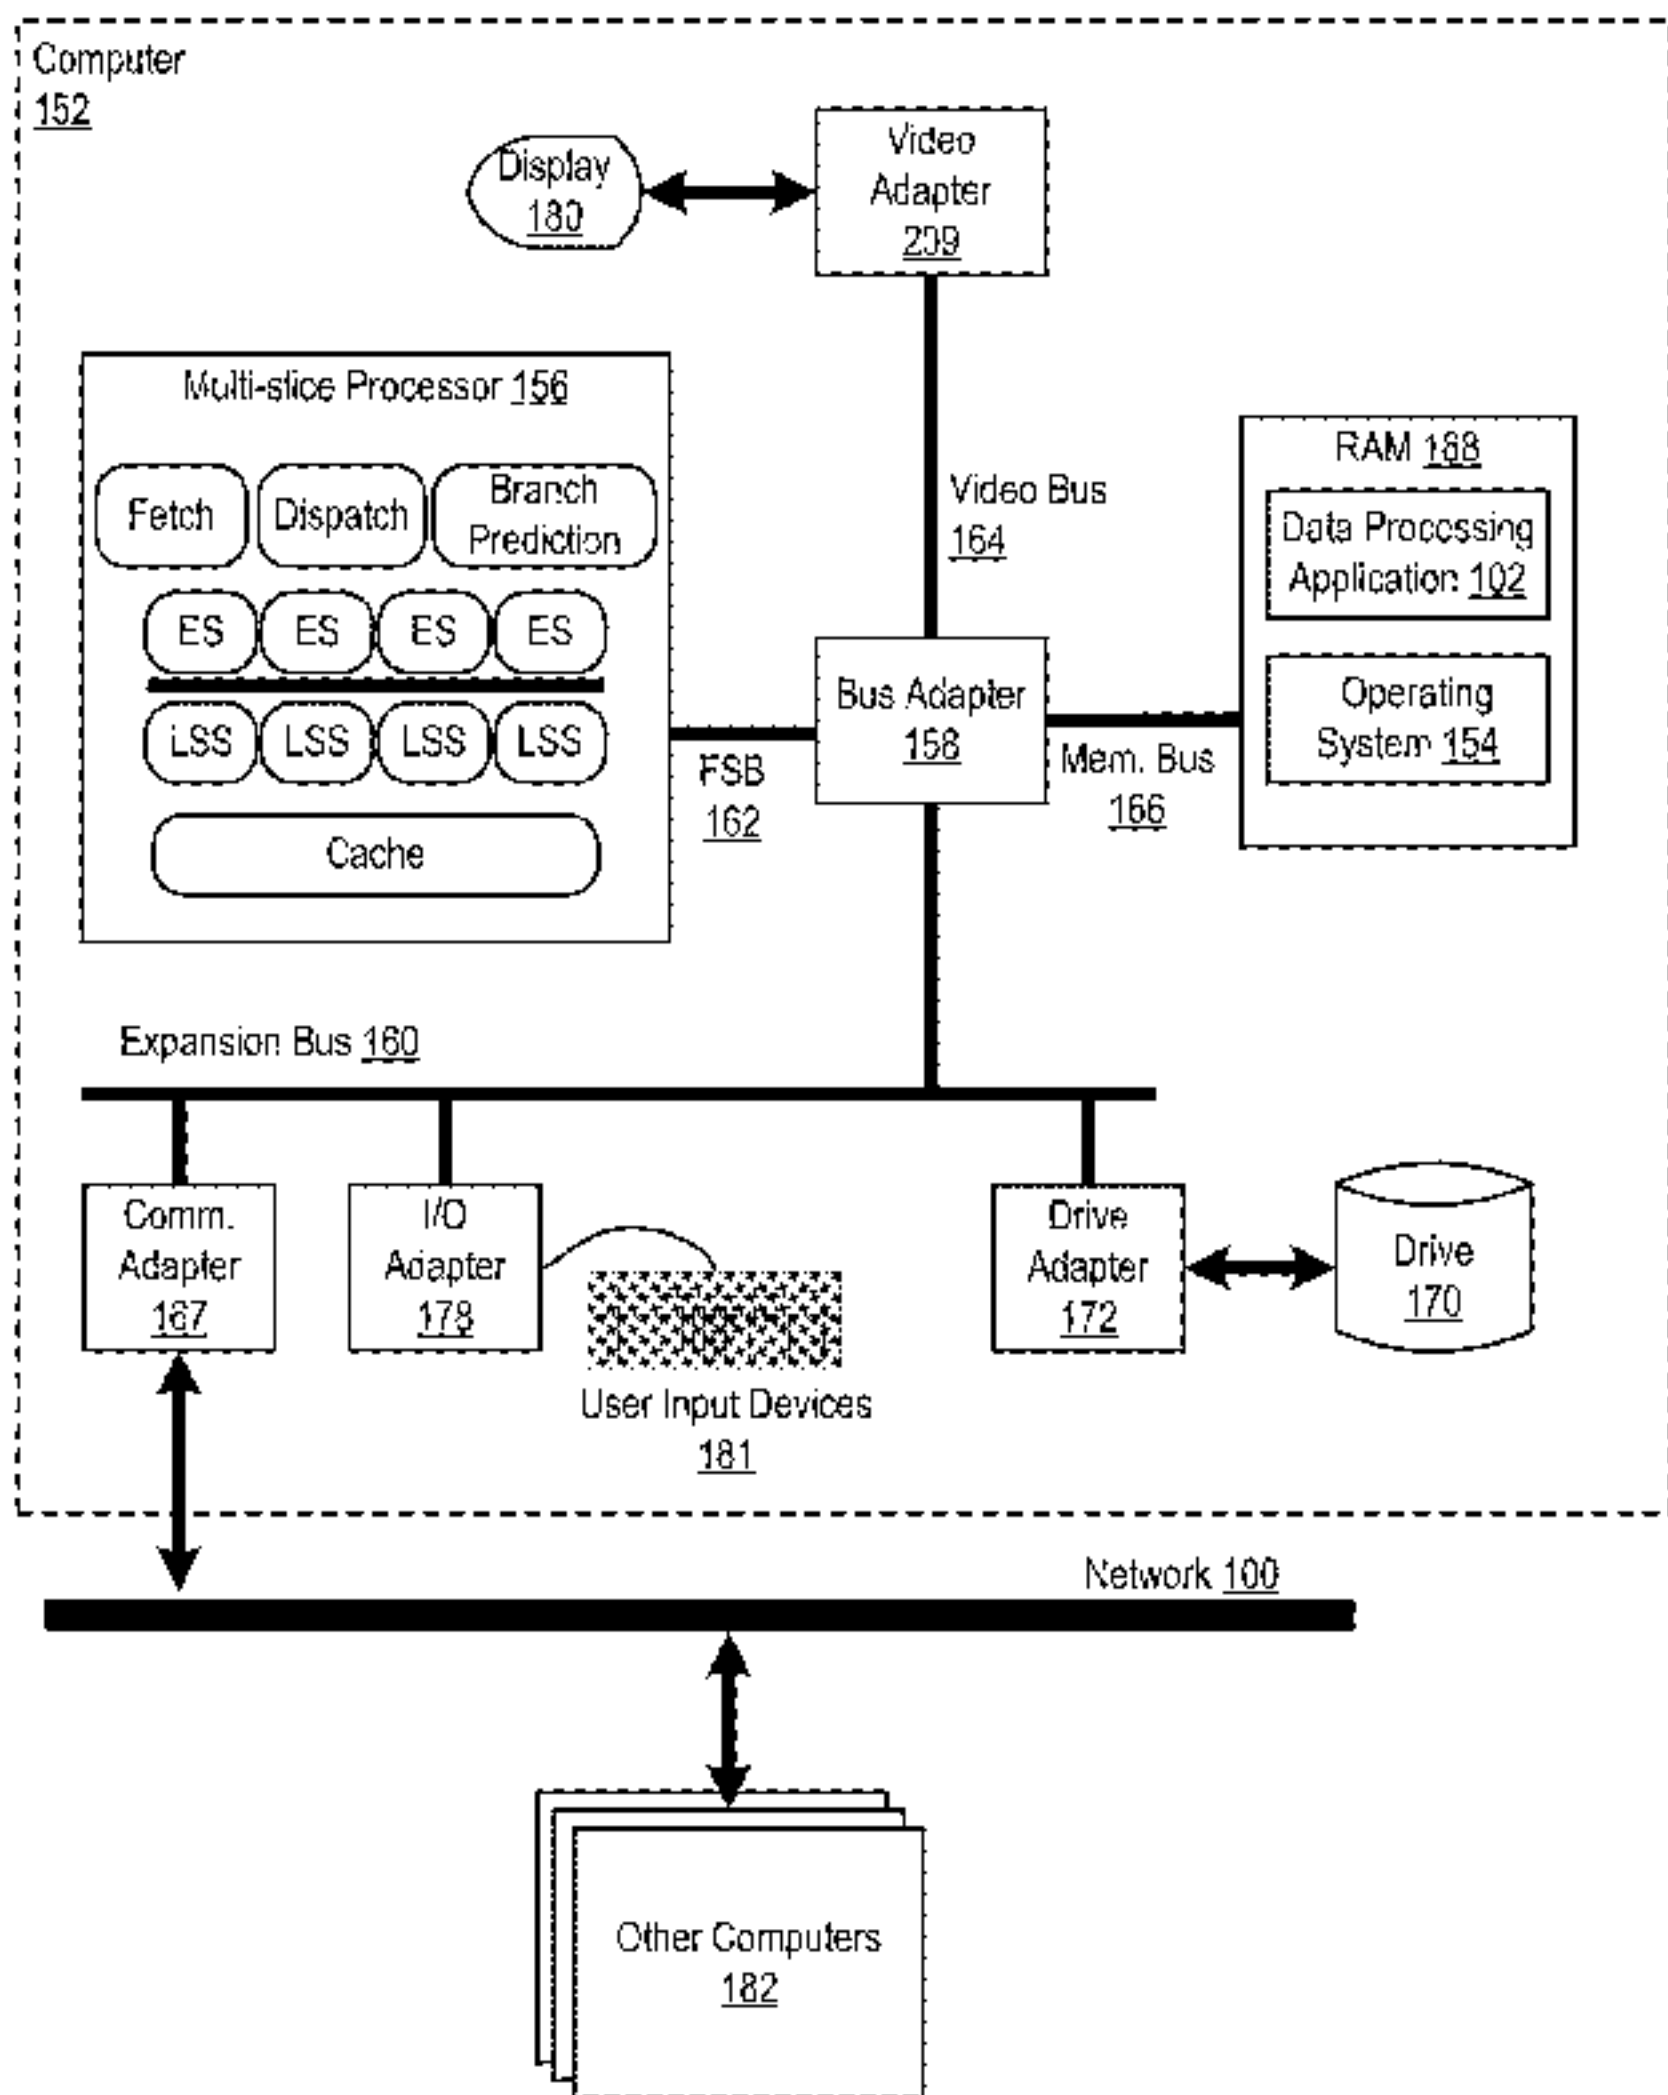 Computer
152
Display
180
Video
Adapter
209
Multi-slice Processor 156
Fetch
Dispatch
Branch
Prediction
ES
ES
ES
ES
LSS
LSS
LSS
LSS
Cache
Video Bus
164
RAM 168
Data Processing
Application 102
Operating
System 154
Bus Adapter
158
FSB
162
Mem. Bus
166
Expansion Bus 160
Comm.
Adapter
167
I/O
Adapter
178
User Input Devices
181
Drive
Adapter
172
Drive
170
Network 100
Other Computers
182